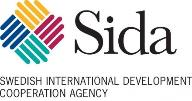 Sida
SWEDISH INTERNATIONAL DEVELOPMENT
COOPERATION AGENCY